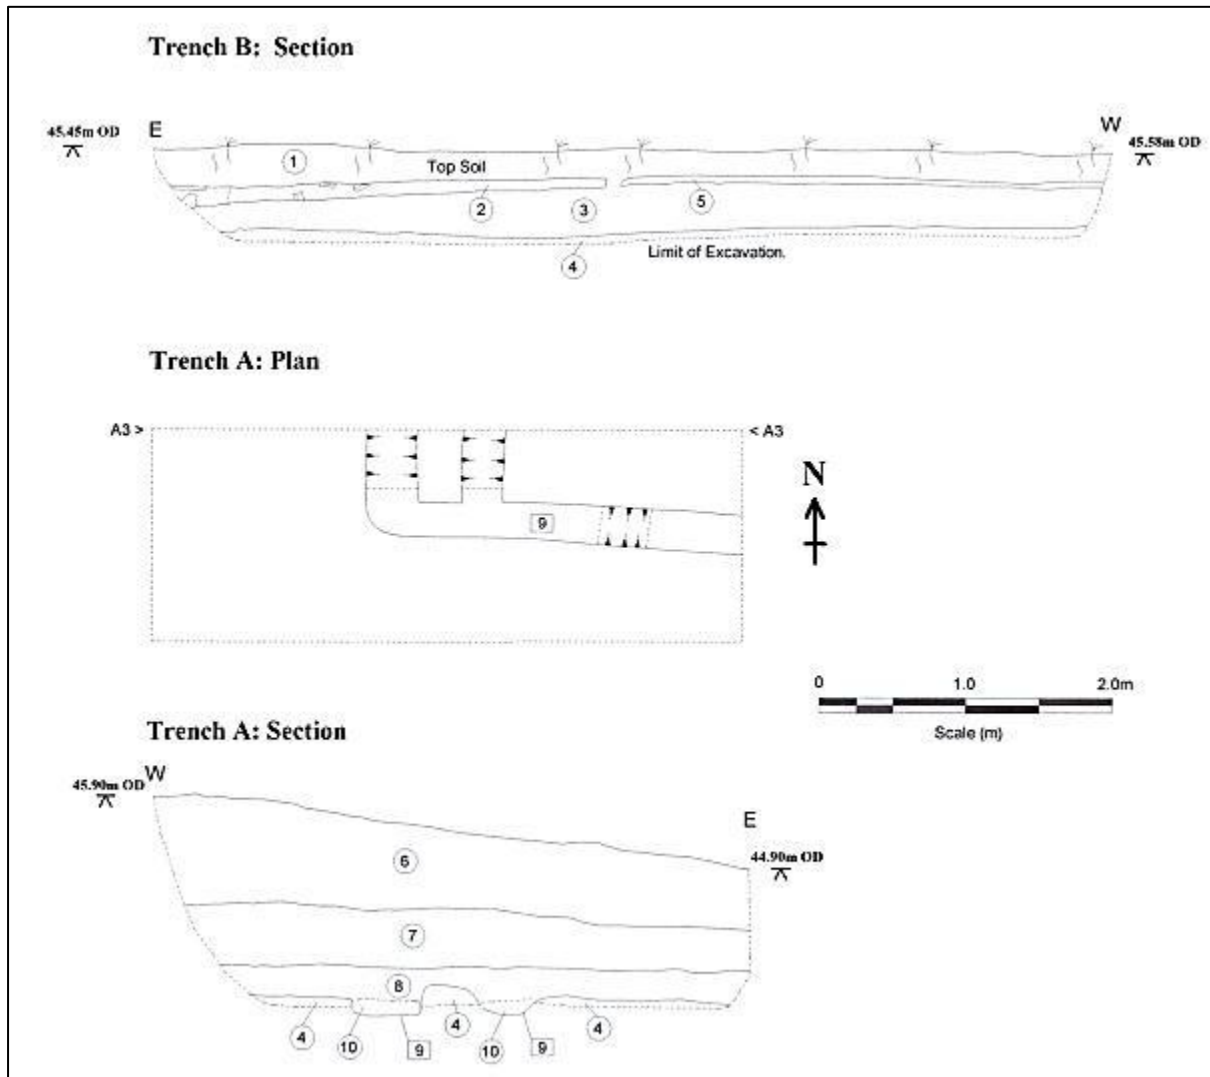 Trench B: Section
45.45m OD
E
W
45.58m OD
1
Top Soil
2
3
5
4
Limit of Excavation.
Trench A: Plan
A3 >
< A3
N
9
0 1.0 2.0m
Scale (m)
Trench A: Section
45.90m OD
W
E
44.90m OD
6
7
8
4
10
9
4
10
9
4